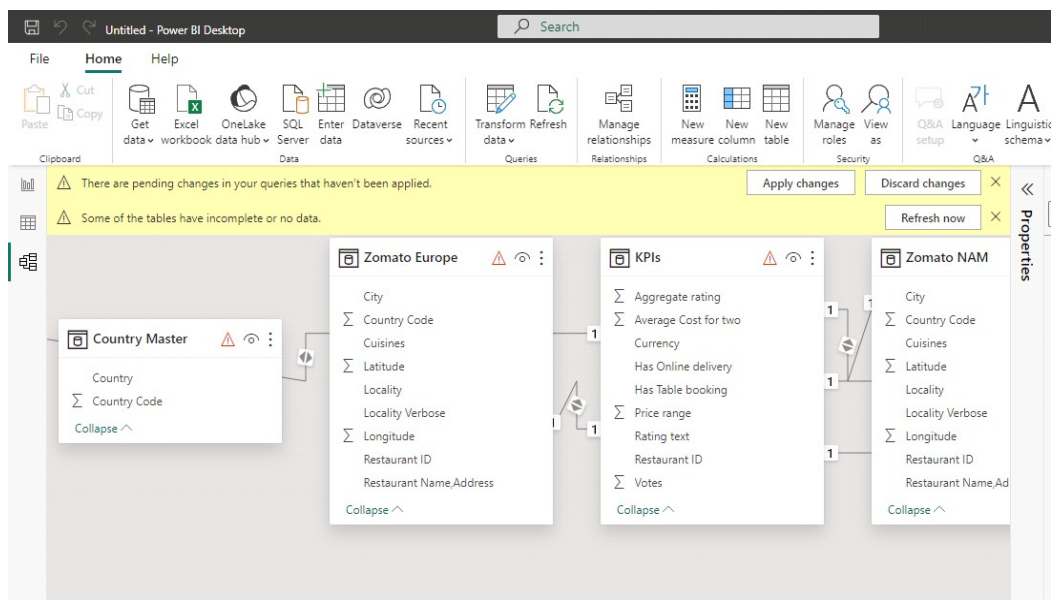 Untitled - Power BI Desktop
Search
File Home Help
Paste
Cut
Copy
Clipboard
Get data
Excel workbook
OneLake data hub
SQL Server
Enter data
Dataverse
Recent sources
Data
Transform data
Refresh
Queries
Manage relationships
Relationships
New measure
New column
New table
Calculations
Manage roles
View as
Security
Q&A setup
Language
Linguistic schema
Q&A
There are pending changes in your queries that haven't been applied.
Apply changes
Discard changes
Some of the tables have incomplete or no data.
Refresh now
Properties
Country Master
Country
Σ Country Code
Collapse
Zomato Europe
City
Σ Country Code
Cuisines
Σ Latitude
Locality
Locality Verbose
Σ Longitude
Restaurant ID
Restaurant Name,Address
Collapse
1
1
1
KPIs
Σ Aggregate rating
Σ Average Cost for two
Currency
Has Online delivery
Has Table booking
Σ Price range
Rating text
Restaurant ID
Σ Votes
Collapse
1
1
1
1
Zomato NAM
City
Σ Country Code
Cuisines
Σ Latitude
Locality
Locality Verbose
Σ Longitude
Restaurant ID
Restaurant Name,Ad
Collapse